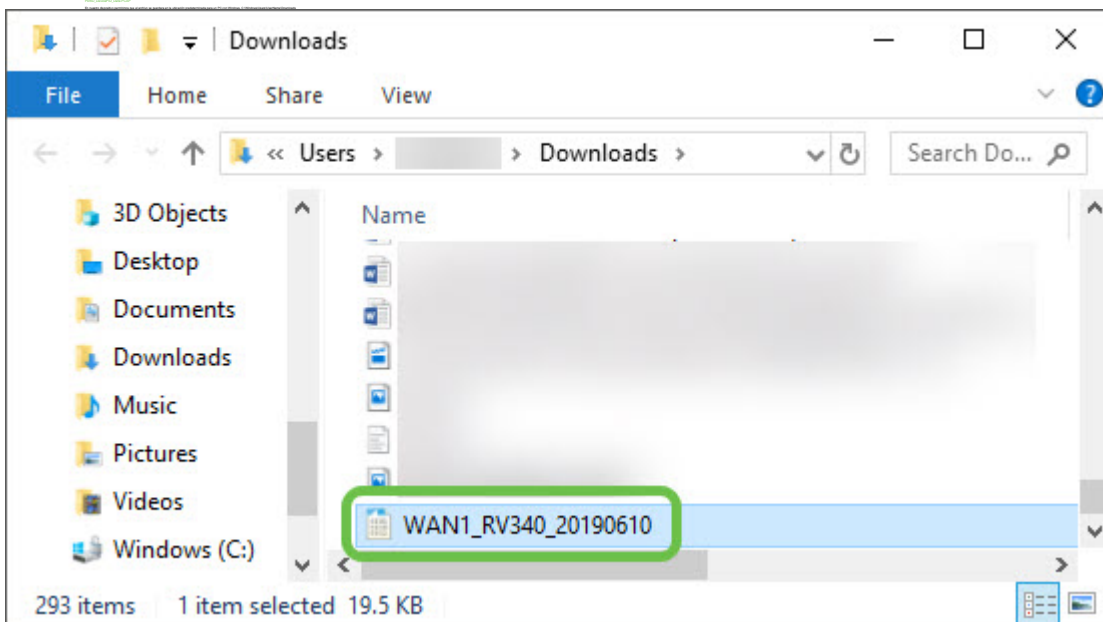 Downloads
File Home Share View
« Users > > Downloads > Search Do...
3D Objects
Desktop
Documents
Downloads
Music
Pictures
Videos
Windows (C:)
Name
WAN1_RV340_20190610
293 items 1 item selected 19.5 KB